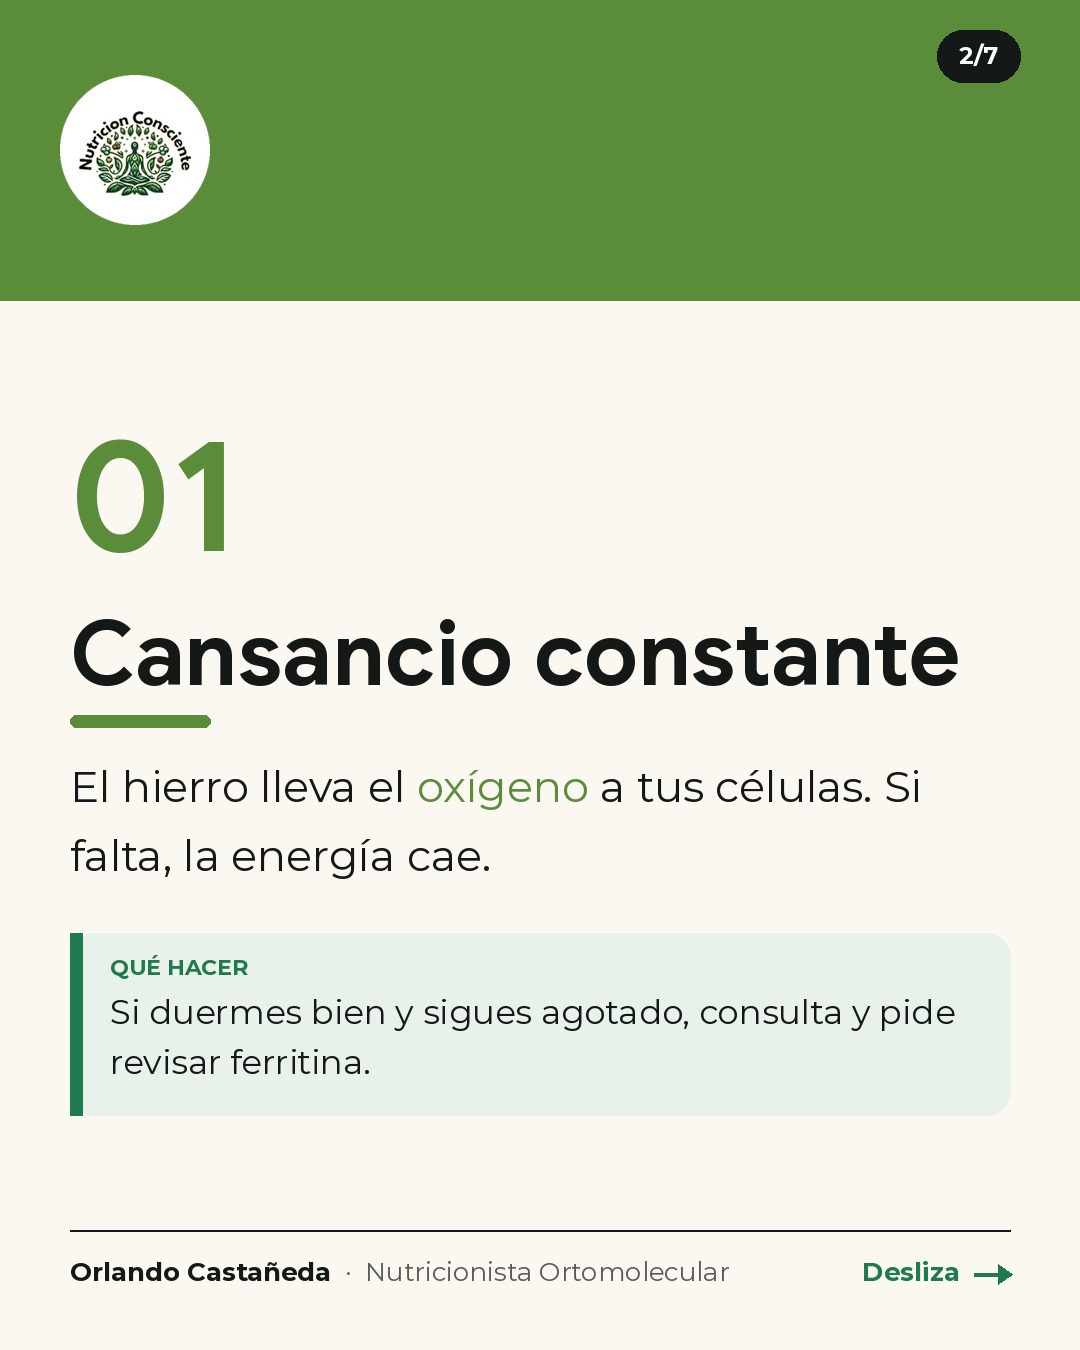 2/7
Nutricion Consciente
01
Cansancio constante
El hierro lleva el oxígeno a tus células. Si
falta, la energía cae.
QUÉ HACER
Si duermes bien y sigues agotado, consulta y pide
revisar ferritina.
Orlando Castañeda · Nutricionista Ortomolecular
Desliza →